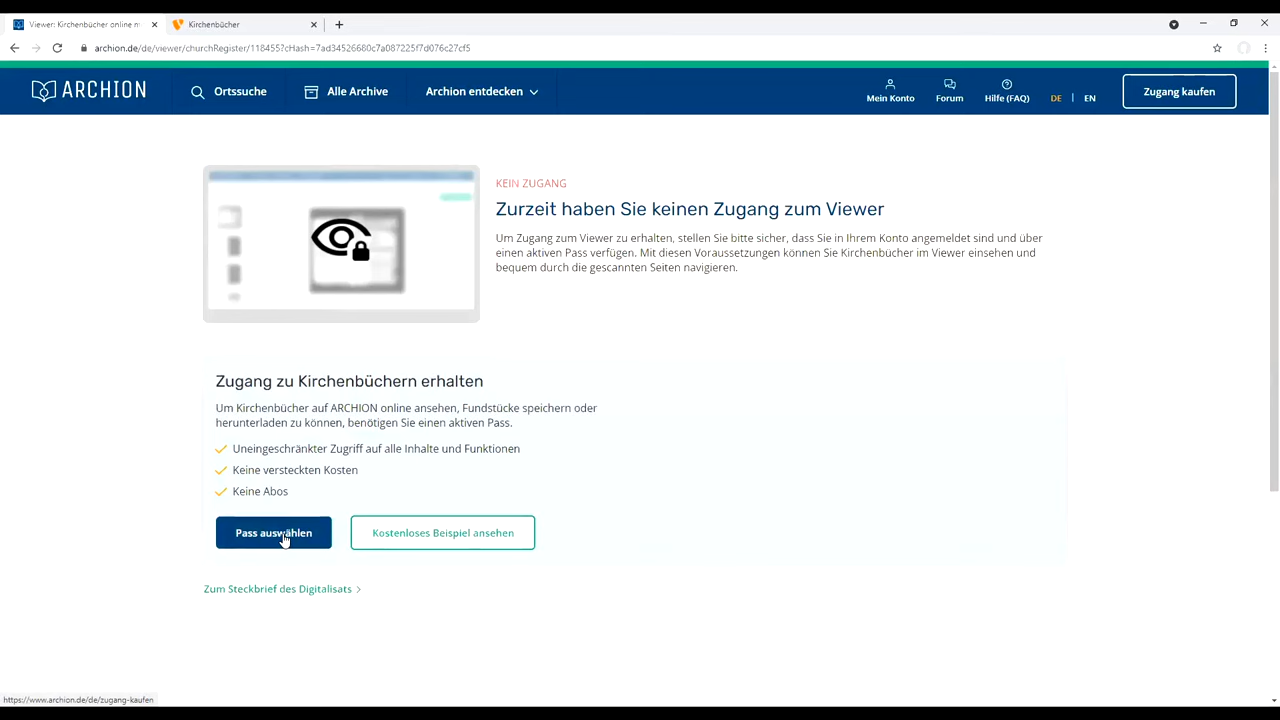 Viewer: Kirchenbücher online n
Kirchenbücher
archion.de/de/viewer/churchRegister/118455?cHash=7ad34526680c7a087225f7d076c27cf5
ARCHION
Ortssuche
Alle Archive
Archion entdecken
Mein Konto
Forum
Hilfe (FAQ)
DE | EN
Zugang kaufen
KEIN ZUGANG
Zurzeit haben Sie keinen Zugang zum Viewer
Um Zugang zum Viewer zu erhalten, stellen Sie bitte sicher, dass Sie in Ihrem Konto angemeldet sind und über
einen aktiven Pass verfügen. Mit diesen Voraussetzungen können Sie Kirchenbücher im Viewer einsehen und
bequem durch die gescannten Seiten navigieren.
Zugang zu Kirchenbüchern erhalten
Um Kirchenbücher auf ARCHION online ansehen, Fundstücke speichern oder
herunterladen zu können, benötigen Sie einen aktiven Pass.
Uneingeschränkter Zugriff auf alle Inhalte und Funktionen
Keine versteckten Kosten
Keine Abos
Pass auswählen
Kostenloses Beispiel ansehen
Zum Steckbrief des Digitalisats
https://www.archion.de/de/zugang-kaufen